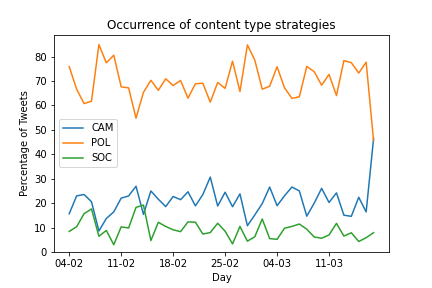 Occurrence of content type strategies
Percentage of Tweets
80
70
60
50
40
30
20
10
0
CAM
POL
SOC
04-02 11-02 18-02 25-02 04-03 11-03
Day